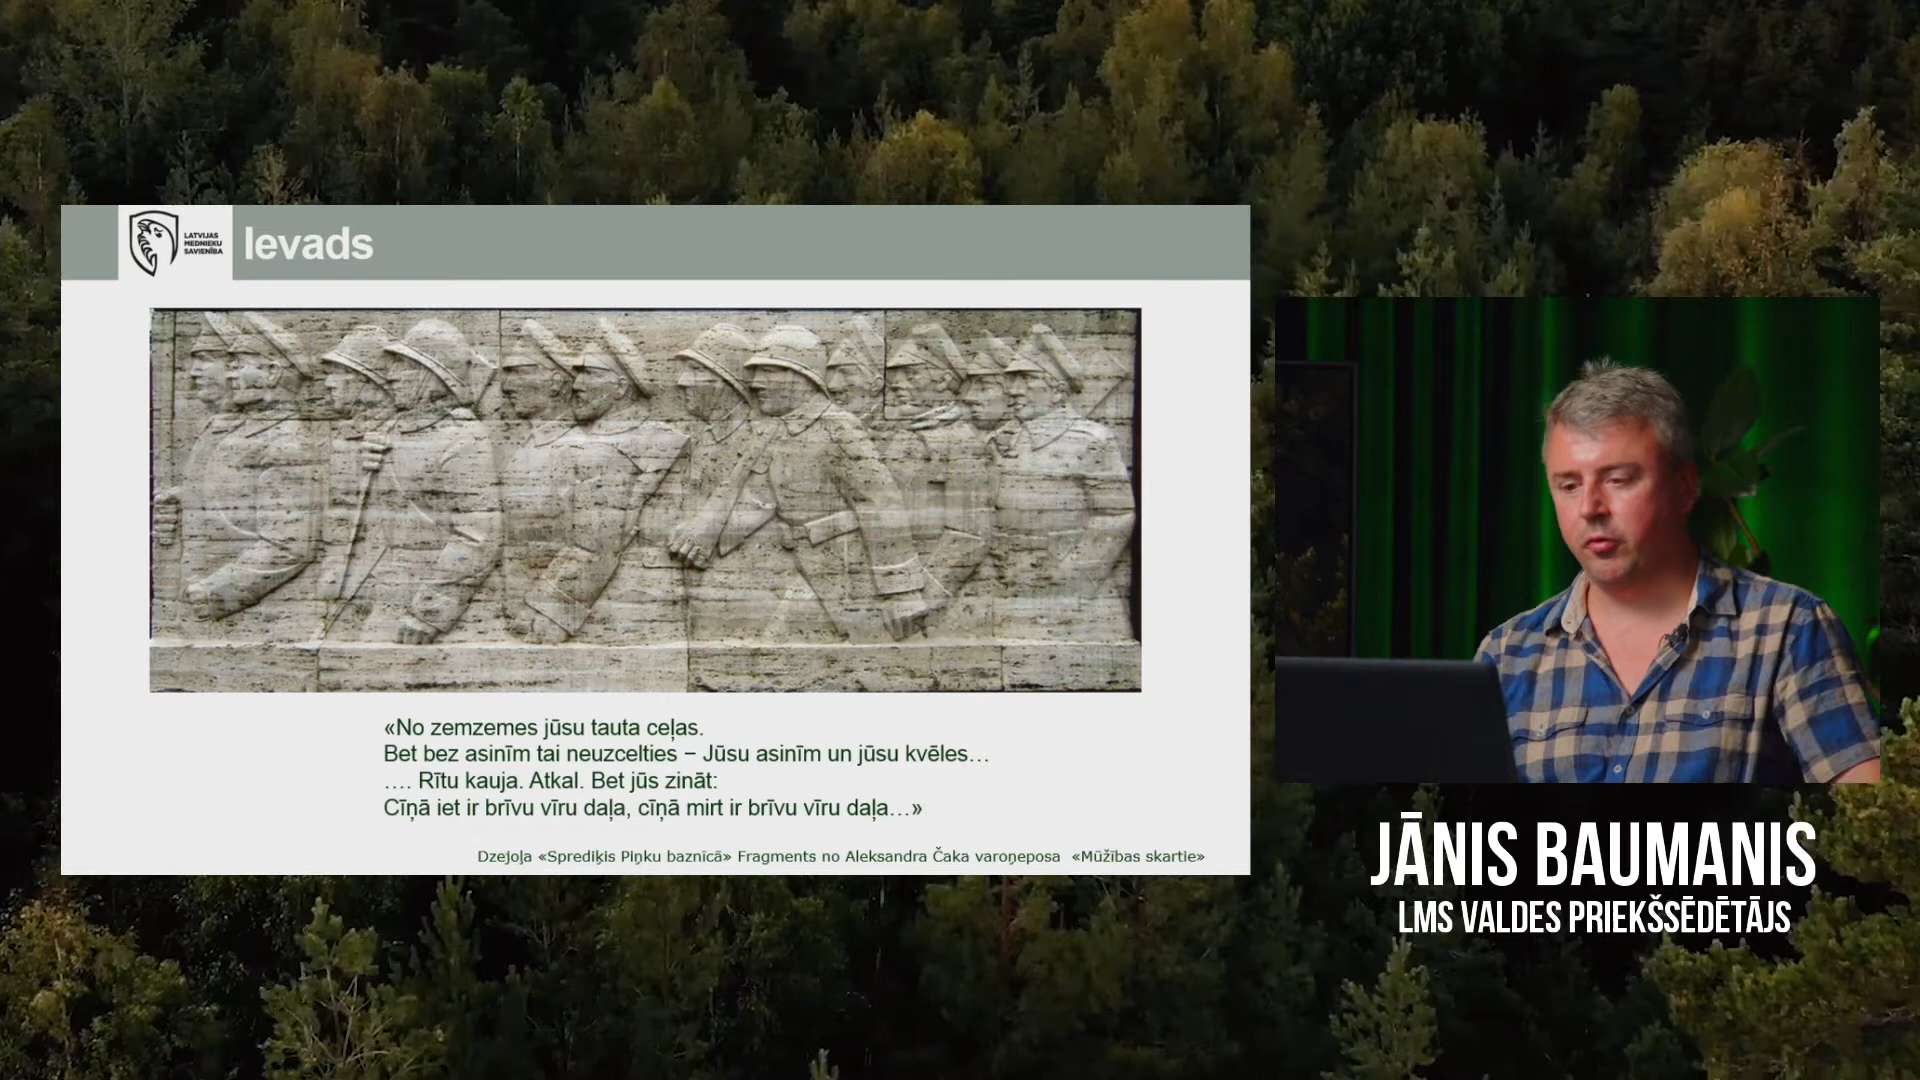 LATVIJAS
MEDNIEKU
SAVIENĪBA
Ievads
«No zemzemes jūsu tauta ceļas.
Bet bez asinīm tai neuzcelties – Jūsu asinīm un jūsu kvēles…
…. Rītu kauja. Atkal. Bet jūs zināt:
Cīņā iet ir brīvu vīru daļa, cīņā mirt ir brīvu vīru daļa…»
Dzejoļa «Sprediķis Piņku baznīcā» Fragments no Aleksandra Čaka varoņeposa «Mūžības skartie»
JĀNIS BAUMANIS
LMS VALDES PRIEKŠSĒDĒTĀJS